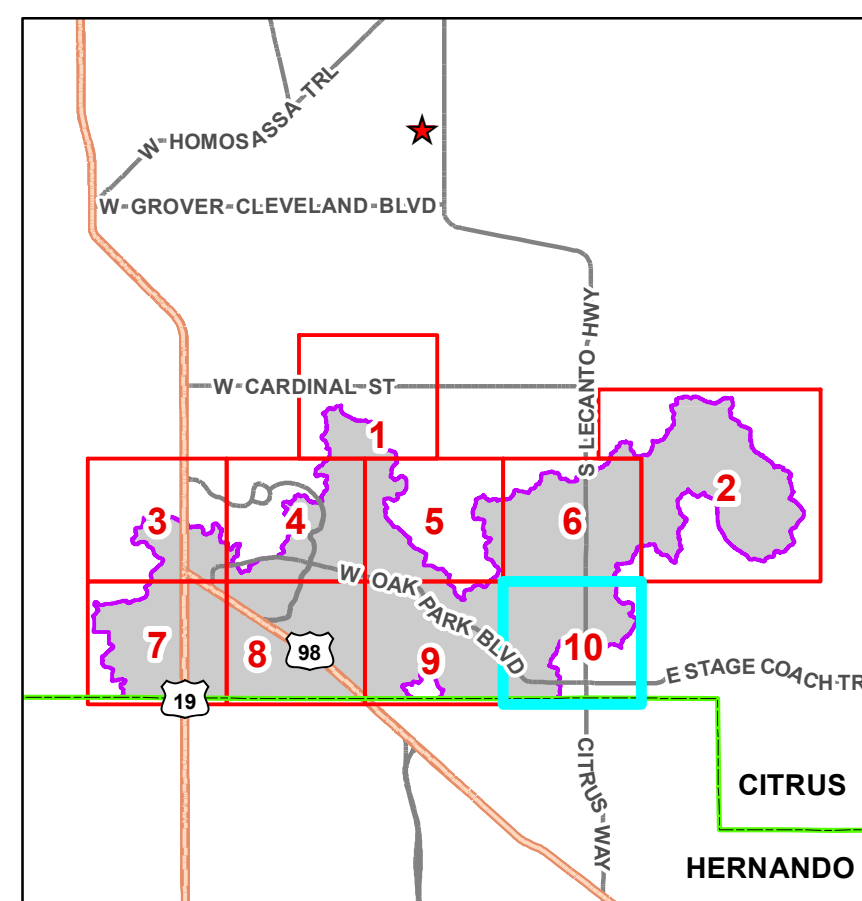 W HOMOSASSA TRL
W GROVER CLEVELAND BLVD
S LECANTO HWY
W CARDINAL ST
1
2
3
4
5
6
W OAK PARK BLVD
7
8
98
9
10
19
E STAGE COACH TR
CITRUS WAY
CITRUS
HERNANDO